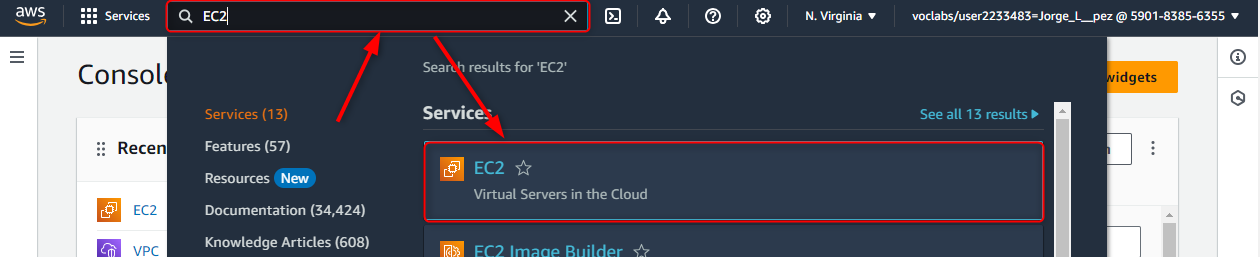 aws
Services
EC2
N. Virginia
voclabs/user2233483=Jorge_L__pez @ 5901-8385-6355
Search results for 'EC2'
widgets
Services (13)
Features (57)
Resources New
Documentation (34,424)
Knowledge Articles (608)
Services
See all 13 results
EC2
Virtual Servers in the Cloud
EC2 Image Builder
EC2
VPC